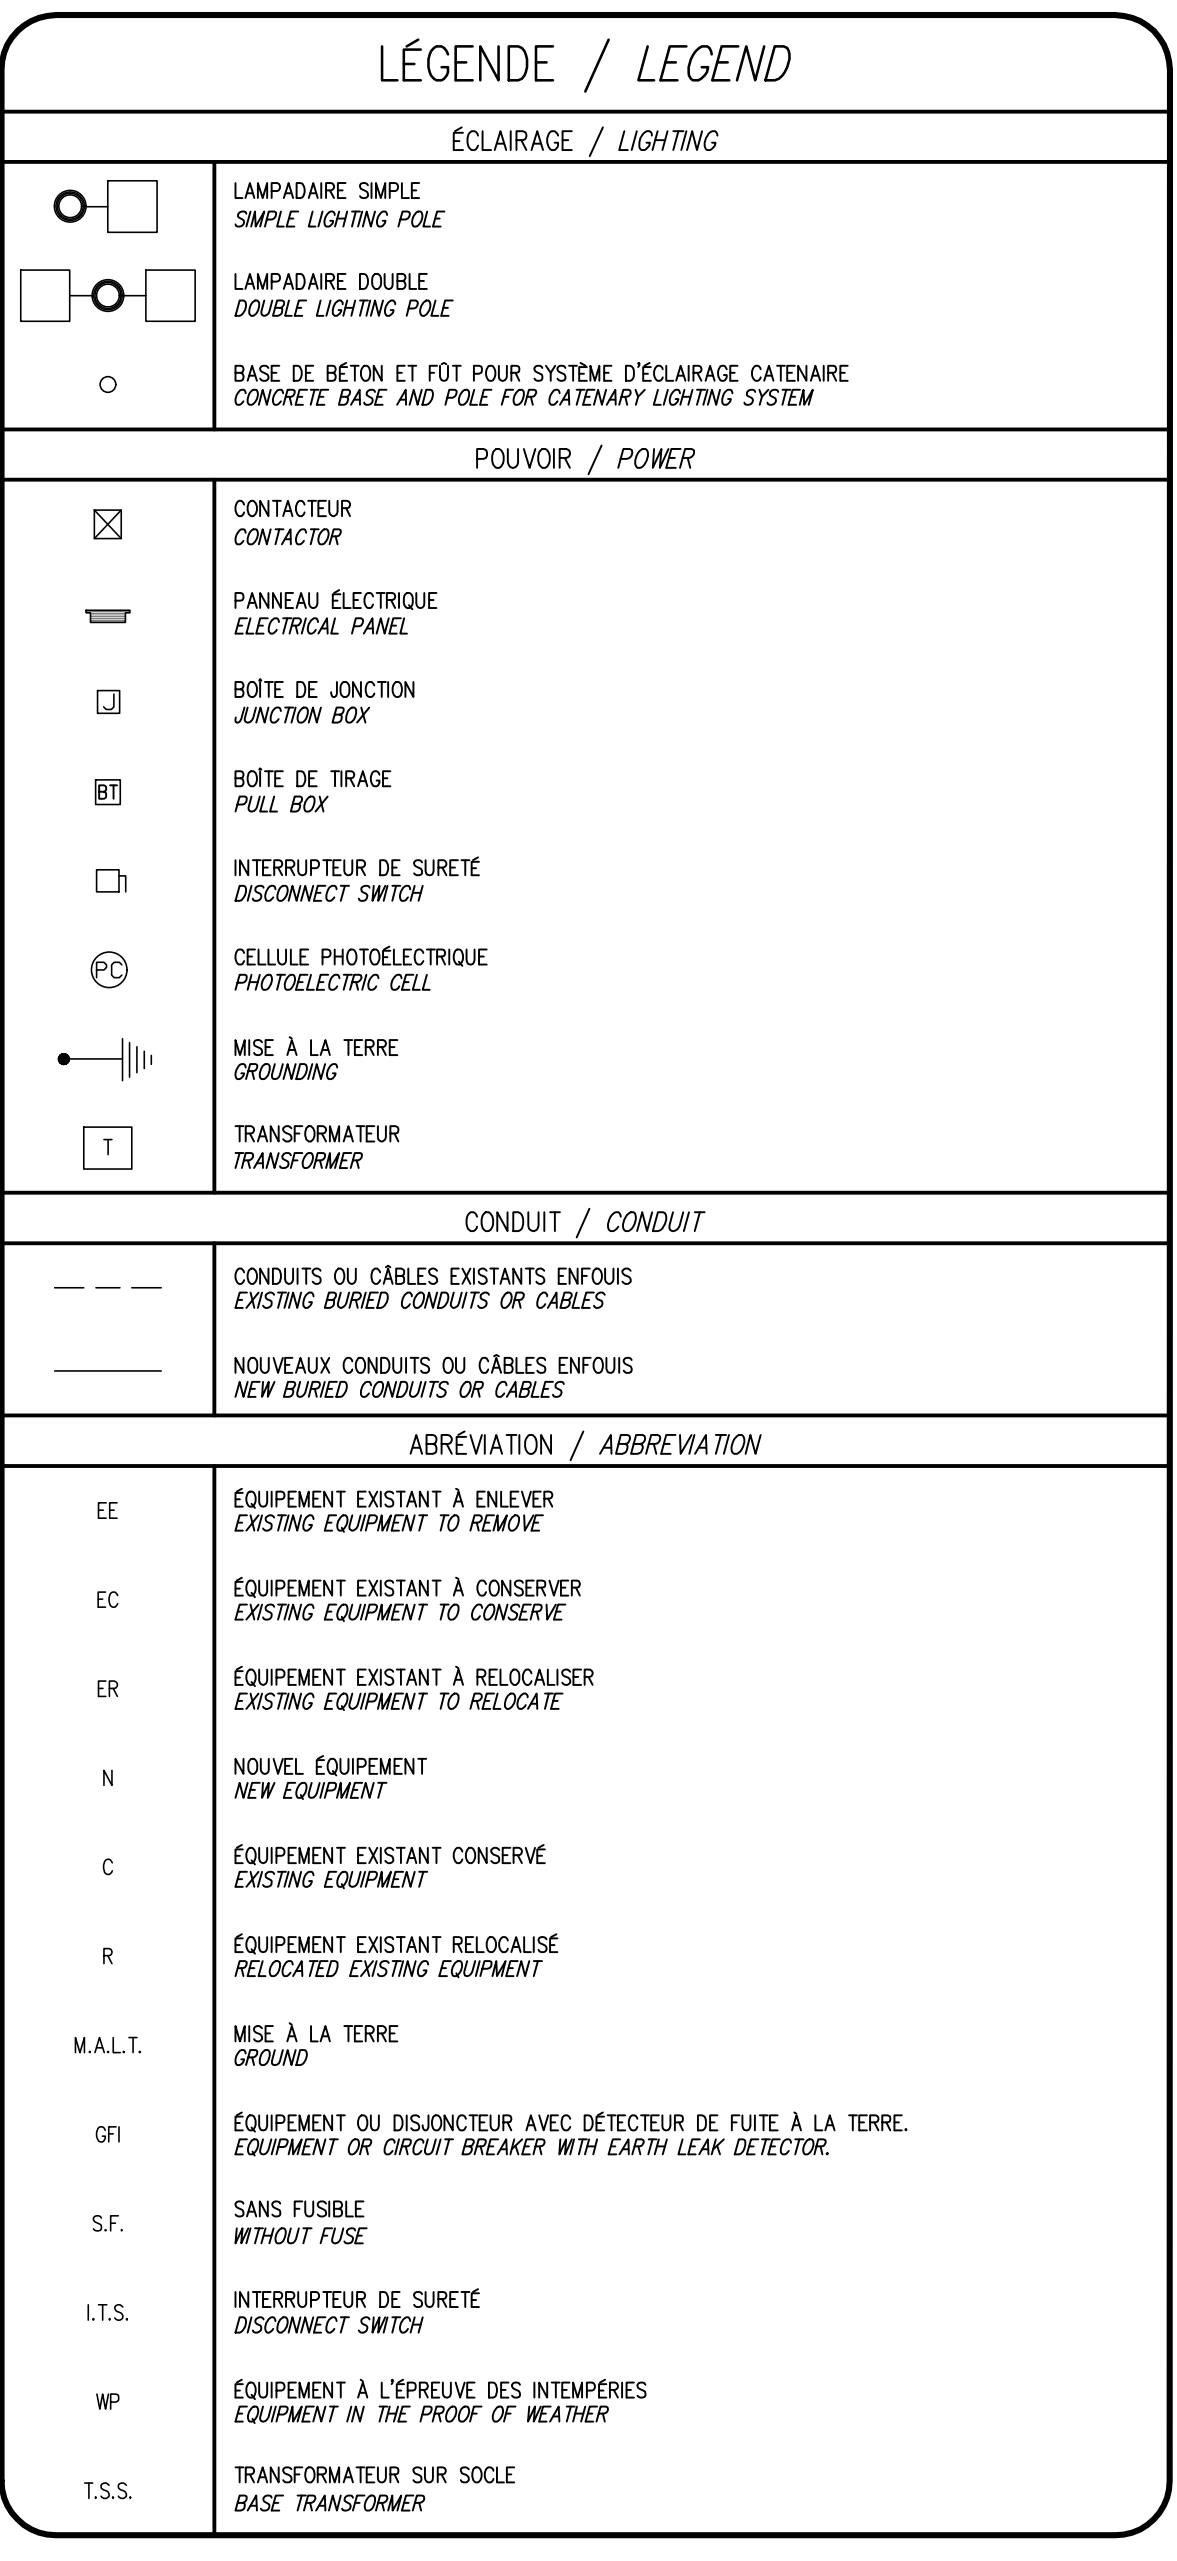 LÉGENDE / LEGEND
ÉCLAIRAGE / LIGHTING
LAMPADAIRE SIMPLE
SIMPLE LIGHTING POLE
LAMPADAIRE DOUBLE
DOUBLE LIGHTING POLE
BASE DE BÉTON ET FÛT POUR SYSTÈME D'ÉCLAIRAGE CATENAIRE
CONCRETE BASE AND POLE FOR CATENARY LIGHTING SYSTEM
POUVOIR / POWER
CONTACTEUR
CONTACTOR
PANNEAU ÉLECTRIQUE
ELECTRICAL PANEL
J
BOÎTE DE JONCTION
JUNCTION BOX
BT
BOÎTE DE TIRAGE
PULL BOX
INTERRUPTEUR DE SURETÉ
DISCONNECT SWITCH
PC
CELLULE PHOTOÉLECTRIQUE
PHOTOELECTRIC CELL
MISE À LA TERRE
GROUNDING
T
TRANSFORMATEUR
TRANSFORMER
CONDUIT / CONDUIT
CONDUITS OU CÂBLES EXISTANTS ENFOUIS
EXISTING BURIED CONDUITS OR CABLES
NOUVEAUX CONDUITS OU CÂBLES ENFOUIS
NEW BURIED CONDUITS OR CABLES
ABRÉVIATION / ABBREVIATION
EE
ÉQUIPEMENT EXISTANT À ENLEVER
EXISTING EQUIPMENT TO REMOVE
EC
ÉQUIPEMENT EXISTANT À CONSERVER
EXISTING EQUIPMENT TO CONSERVE
ER
ÉQUIPEMENT EXISTANT À RELOCALISER
EXISTING EQUIPMENT TO RELOCATE
N
NOUVEL ÉQUIPEMENT
NEW EQUIPMENT
C
ÉQUIPEMENT EXISTANT CONSERVÉ
EXISTING EQUIPMENT
R
ÉQUIPEMENT EXISTANT RELOCALISÉ
RELOCATED EXISTING EQUIPMENT
M.A.L.T.
MISE À LA TERRE
GROUND
GFI
ÉQUIPEMENT OU DISJONCTEUR AVEC DÉTECTEUR DE FUITE À LA TERRE.
EQUIPMENT OR CIRCUIT BREAKER WITH EARTH LEAK DETECTOR.
S.F.
SANS FUSIBLE
WITHOUT FUSE
I.T.S.
INTERRUPTEUR DE SURETÉ
DISCONNECT SWITCH
WP
ÉQUIPEMENT À L'ÉPREUVE DES INTEMPÉRIES
EQUIPMENT IN THE PROOF OF WEATHER
T.S.S.
TRANSFORMATEUR SUR SOCLE
BASE TRANSFORMER